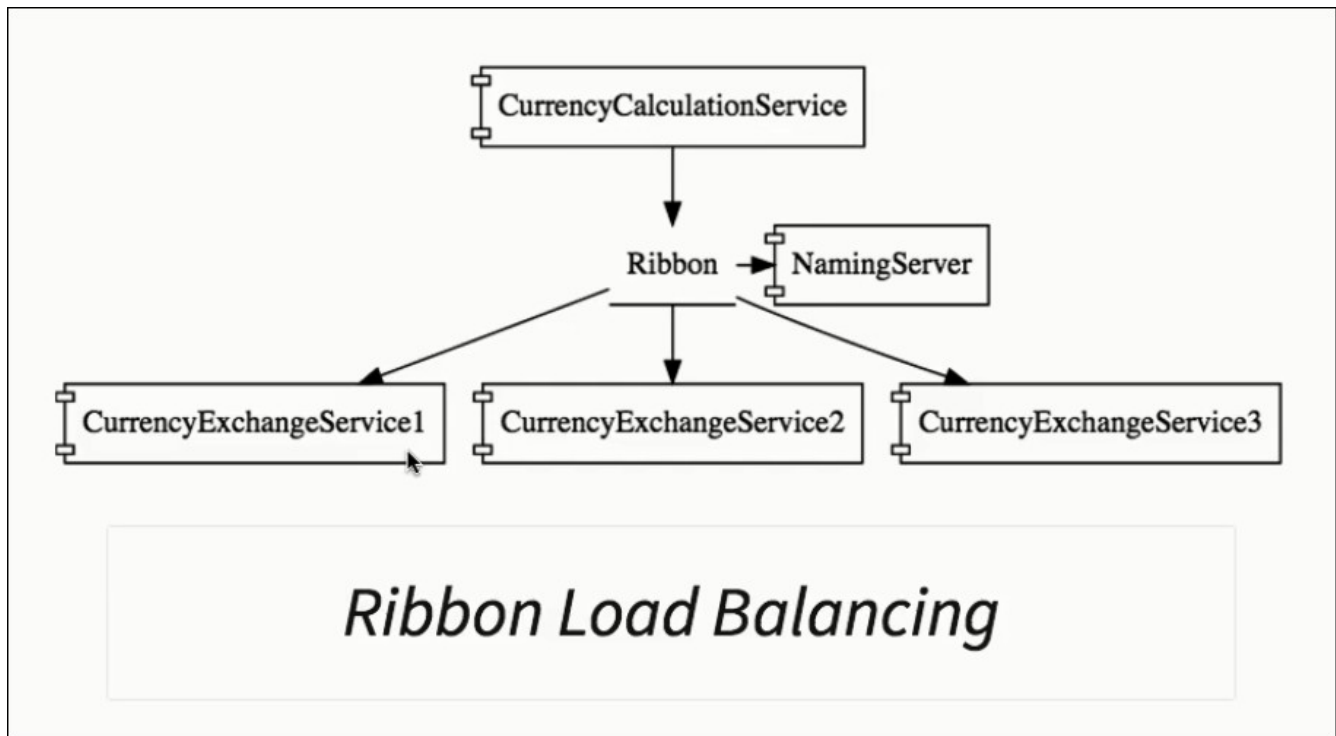 CurrencyCalculationService
Ribbon
NamingServer
CurrencyExchangeService1
CurrencyExchangeService2
CurrencyExchangeService3
Ribbon Load Balancing